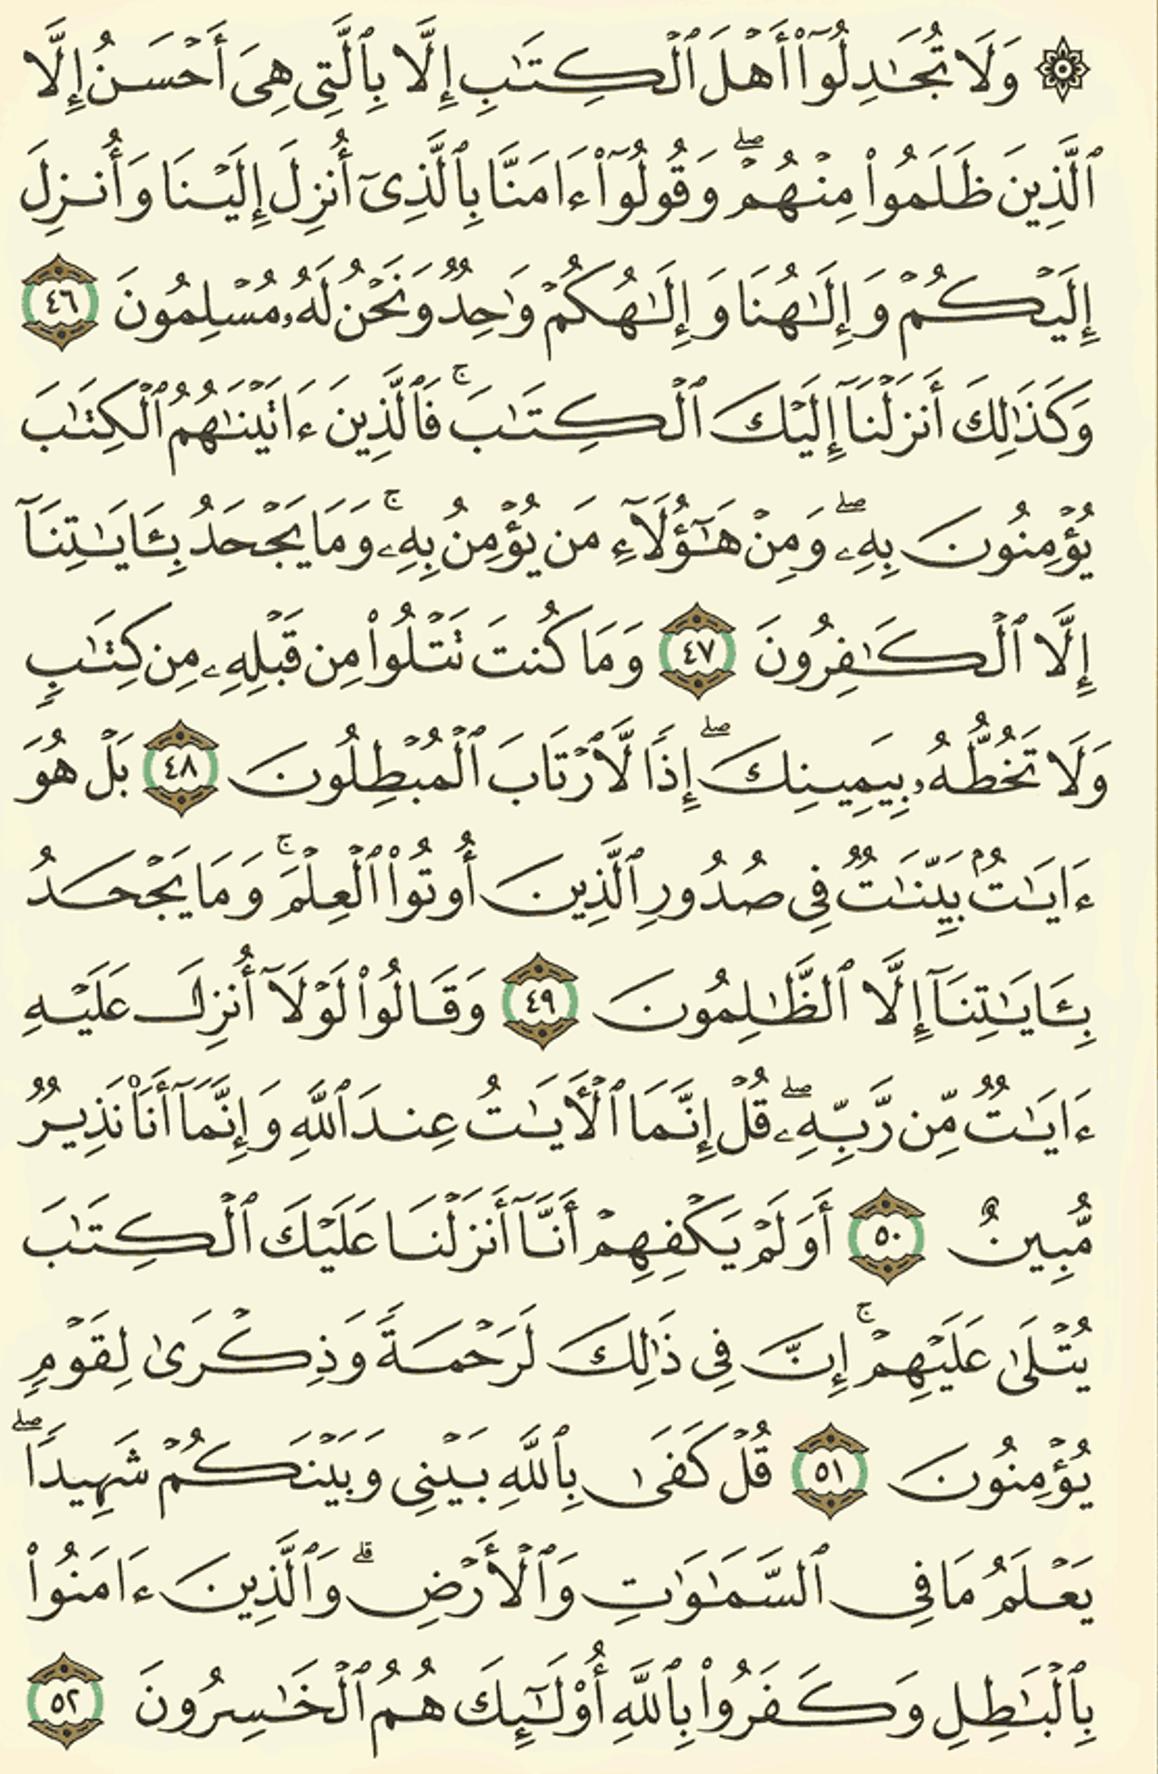 ۞ وَلَا تُجَـٰدِلُوٓا۟ أَهْلَ ٱلْكِتَـٰبِ إِلَّا بِٱلَّتِى هِىَ أَحْسَنُ إِلَّا
ٱلَّذِينَ ظَلَمُوا۟ مِنْهُمْ ۖ وَقُولُوٓا۟ ءَامَنَّا بِٱلَّذِىٓ أُنزِلَ إِلَيْنَا وَأُنزِلَ
إِلَيْكُمْ وَإِلَـٰهُنَا وَإِلَـٰهُكُمْ وَٰحِدٌ وَنَحْنُ لَهُۥ مُسْلِمُونَ ٤٦
وَكَذَٰلِكَ أَنزَلْنَآ إِلَيْكَ ٱلْكِتَـٰبَ ۚ فَٱلَّذِينَ ءَاتَيْنَـٰهُمُ ٱلْكِتَـٰبَ
يُؤْمِنُونَ بِهِۦ ۖ وَمِنْ هَـٰٓؤُلَآءِ مَن يُؤْمِنُ بِهِۦ ۚ وَمَا يَجْحَدُ بِـَٔايَـٰتِنَآ
إِلَّا ٱلْكَـٰفِرُونَ ٤٧ وَمَا كُنتَ تَتْلُوا۟ مِن قَبْلِهِۦ مِن كِتَـٰبٍ
وَلَا تَخُطُّهُۥ بِيَمِينِكَ ۖ إِذًا لَّٱرْتَابَ ٱلْمُبْطِلُونَ ٤٨ بَلْ هُوَ
ءَايَـٰتٌۢ بَيِّنَـٰتٌ فِى صُدُورِ ٱلَّذِينَ أُوتُوا۟ ٱلْعِلْمَ ۚ وَمَا يَجْحَدُ
بِـَٔايَـٰتِنَآ إِلَّا ٱلظَّـٰلِمُونَ ٤٩ وَقَالُوا۟ لَوْلَآ أُنزِلَ عَلَيْهِ
ءَايَـٰتٌ مِّن رَّبِّهِۦ ۖ قُلْ إِنَّمَا ٱلْـَٔايَـٰتُ عِندَ ٱللَّهِ وَإِنَّمَآ أَنَا۠ نَذِيرٌ
مُّبِينٌ ٥٠ أَوَلَمْ يَكْفِهِمْ أَنَّآ أَنزَلْنَا عَلَيْكَ ٱلْكِتَـٰبَ
يُتْلَىٰ عَلَيْهِمْ ۚ إِنَّ فِى ذَٰلِكَ لَرَحْمَةً وَذِكْرَىٰ لِقَوْمٍ
يُؤْمِنُونَ ٥١ قُلْ كَفَىٰ بِٱللَّهِ بَيْنِى وَبَيْنَكُمْ شَهِيدًا ۖ
يَعْلَمُ مَا فِى ٱلسَّمَـٰوَٰتِ وَٱلْأَرْضِ ۗ وَٱلَّذِينَ ءَامَنُوا۟
بِٱلْبَـٰطِلِ وَكَفَرُوا۟ بِٱللَّهِ أُو۟لَـٰٓئِكَ هُمُ ٱلْخَـٰسِرُونَ ٥٢